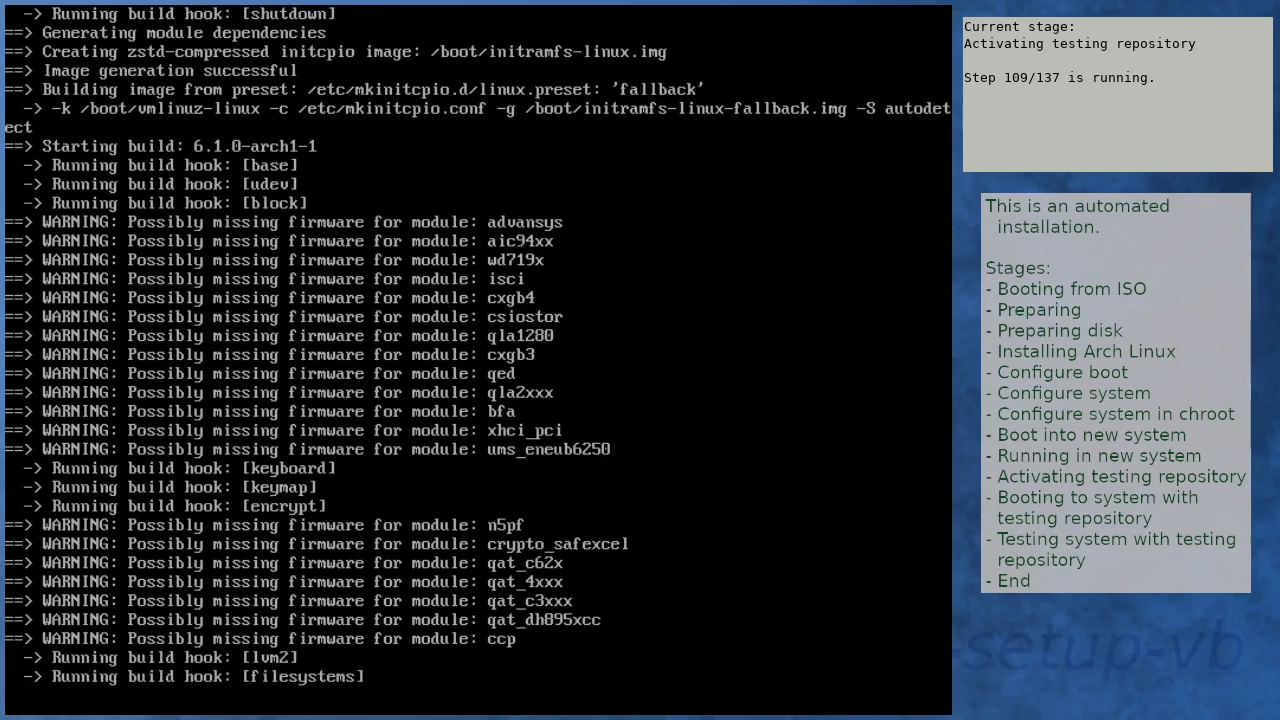 -> Running build hook: [shutdown]
==> Generating module dependencies
==> Creating zstd-compressed initcpio image: /boot/initramfs-linux.img
==> Image generation successful
==> Building image from preset: /etc/mkinitcpio.d/linux.preset: 'fallback'
-> -k /boot/vmlinuz-linux -c /etc/mkinitcpio.conf -g /boot/initramfs-linux-fallback.img -S autodet
ect
==> Starting build: 6.1.0-arch1-1
-> Running build hook: [base]
-> Running build hook: [udev]
-> Running build hook: [block]
==> WARNING: Possibly missing firmware for module: advansys
==> WARNING: Possibly missing firmware for module: aic94xx
==> WARNING: Possibly missing firmware for module: wd719x
==> WARNING: Possibly missing firmware for module: isci
==> WARNING: Possibly missing firmware for module: cxgb4
==> WARNING: Possibly missing firmware for module: csiostor
==> WARNING: Possibly missing firmware for module: qla1280
==> WARNING: Possibly missing firmware for module: cxgb3
==> WARNING: Possibly missing firmware for module: qed
==> WARNING: Possibly missing firmware for module: qla2xxx
==> WARNING: Possibly missing firmware for module: bfa
==> WARNING: Possibly missing firmware for module: xhci_pci
==> WARNING: Possibly missing firmware for module: ums_eneub6250
-> Running build hook: [keyboard]
-> Running build hook: [keymap]
-> Running build hook: [encrypt]
==> WARNING: Possibly missing firmware for module: n5pf
==> WARNING: Possibly missing firmware for module: crypto_safexcel
==> WARNING: Possibly missing firmware for module: qat_c62x
==> WARNING: Possibly missing firmware for module: qat_4xxx
==> WARNING: Possibly missing firmware for module: qat_c3xxx
==> WARNING: Possibly missing firmware for module: qat_dh895xcc
==> WARNING: Possibly missing firmware for module: ccp
-> Running build hook: [lvm2]
-> Running build hook: [filesystems]
Current stage:
Activating testing repository
Step 109/137 is running.
This is an automated
installation.
Stages:
- Booting from ISO
- Preparing
- Preparing disk
- Installing Arch Linux
- Configure boot
- Configure system
- Configure system in chroot
- Boot into new system
- Running in new system
- Activating testing repository
- Booting to system with
testing repository
- Testing system with testing
repository
- End
-setup-vb